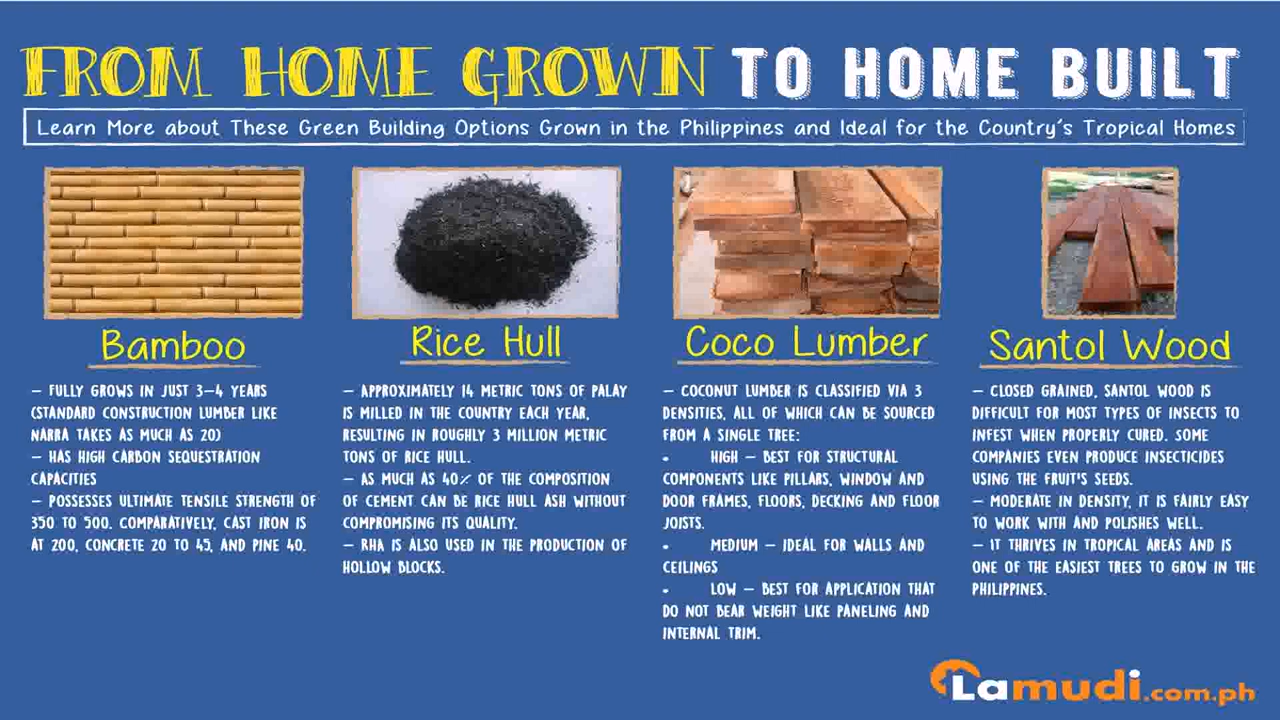 FROM HOME GROWN TO HOME BUILT
Learn More about These Green Building Options Grown in the Philippines and Ideal for the Country's Tropical Homes
Bamboo
– FULLY GROWS IN JUST 3–4 YEARS
(STANDARD CONSTRUCTION LUMBER LIKE
NARRA TAKES AS MUCH AS 20)
– HAS HIGH CARBON SEQUESTRATION
CAPACITIES
– POSSESSES ULTIMATE TENSILE STRENGTH OF
350 TO 500. COMPARATIVELY, CAST IRON IS
AT 200, CONCRETE 20 TO 45, AND PINE 40.
Rice Hull
– APPROXIMATELY 14 METRIC TONS OF PALAY
IS MILLED IN THE COUNTRY EACH YEAR,
RESULTING IN ROUGHLY 3 MILLION METRIC
TONS OF RICE HULL.
– AS MUCH AS 40% OF THE COMPOSITION
OF CEMENT CAN BE RICE HULL ASH WITHOUT
COMPROMISING ITS QUALITY.
– RHA IS ALSO USED IN THE PRODUCTION OF
HOLLOW BLOCKS.
Coco Lumber
– COCONUT LUMBER IS CLASSIFIED VIA 3
DENSITIES, ALL OF WHICH CAN BE SOURCED
FROM A SINGLE TREE:
• HIGH – BEST FOR STRUCTURAL
COMPONENTS LIKE PILLARS, WINDOW AND
DOOR FRAMES, FLOORS, DECKING AND FLOOR
JOISTS.
• MEDIUM – IDEAL FOR WALLS AND
CEILINGS
• LOW – BEST FOR APPLICATION THAT
DO NOT BEAR WEIGHT LIKE PANELING AND
INTERNAL TRIM.
Santol Wood
– CLOSED GRAINED, SANTOL WOOD IS
DIFFICULT FOR MOST TYPES OF INSECTS TO
INFEST WHEN PROPERLY CURED. SOME
COMPANIES EVEN PRODUCE INSECTICIDES
USING THE FRUIT'S SEEDS.
– MODERATE IN DENSITY, IT IS FAIRLY EASY
TO WORK WITH AND POLISHES WELL.
– IT THRIVES IN TROPICAL AREAS AND IS
ONE OF THE EASIEST TREES TO GROW IN THE
PHILIPPINES.
Lamudi.com.ph